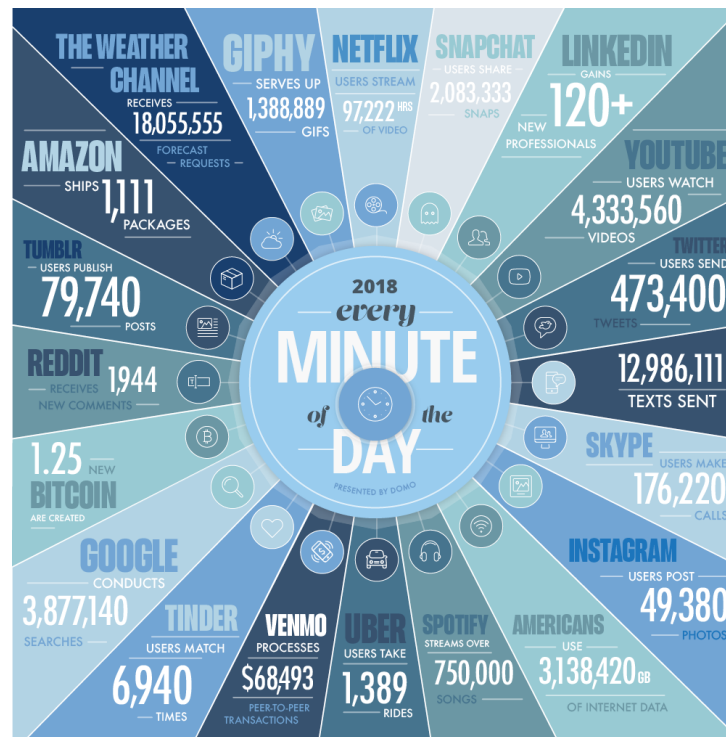 THE WEATHER
CHANNEL
RECEIVES
18,055,555
FORECAST
REQUESTS
GIPHY
SERVES UP
1,388,889
GIFS
NETFLIX
USERS STREAM
97,222 HRS
OF VIDEO
SNAPCHAT
USERS SHARE
2,083,333
SNAPS
LINKEDIN
GAINS
120+
NEW
PROFESSIONALS
YOUTUBE
USERS WATCH
4,333,560
VIDEOS
TWITTER
USERS SEND
473,400
TWEETS
12,986,111
TEXTS SENT
SKYPE
USERS MAKE
176,220
CALLS
INSTAGRAM
USERS POST
49,380
PHOTOS
AMERICANS
USE
3,138,420 GB
OF INTERNET DATA
SPOTIFY
STREAMS OVER
750,000
SONGS
UBER
USERS TAKE
1,389
RIDES
VENMO
PROCESSES
$68,493
PEER-TO-PEER
TRANSACTIONS
TINDER
USERS MATCH
6,940
TIMES
GOOGLE
CONDUCTS
3,877,140
SEARCHES
1.25 NEW
BITCOIN
ARE CREATED
REDDIT
RECEIVES 1,944
NEW COMMENTS
TUMBLR
USERS PUBLISH
79,740
POSTS
AMAZON
SHIPS 1,111
PACKAGES
2018
every
MINUTE
of the
DAY
PRESENTED BY DOMO